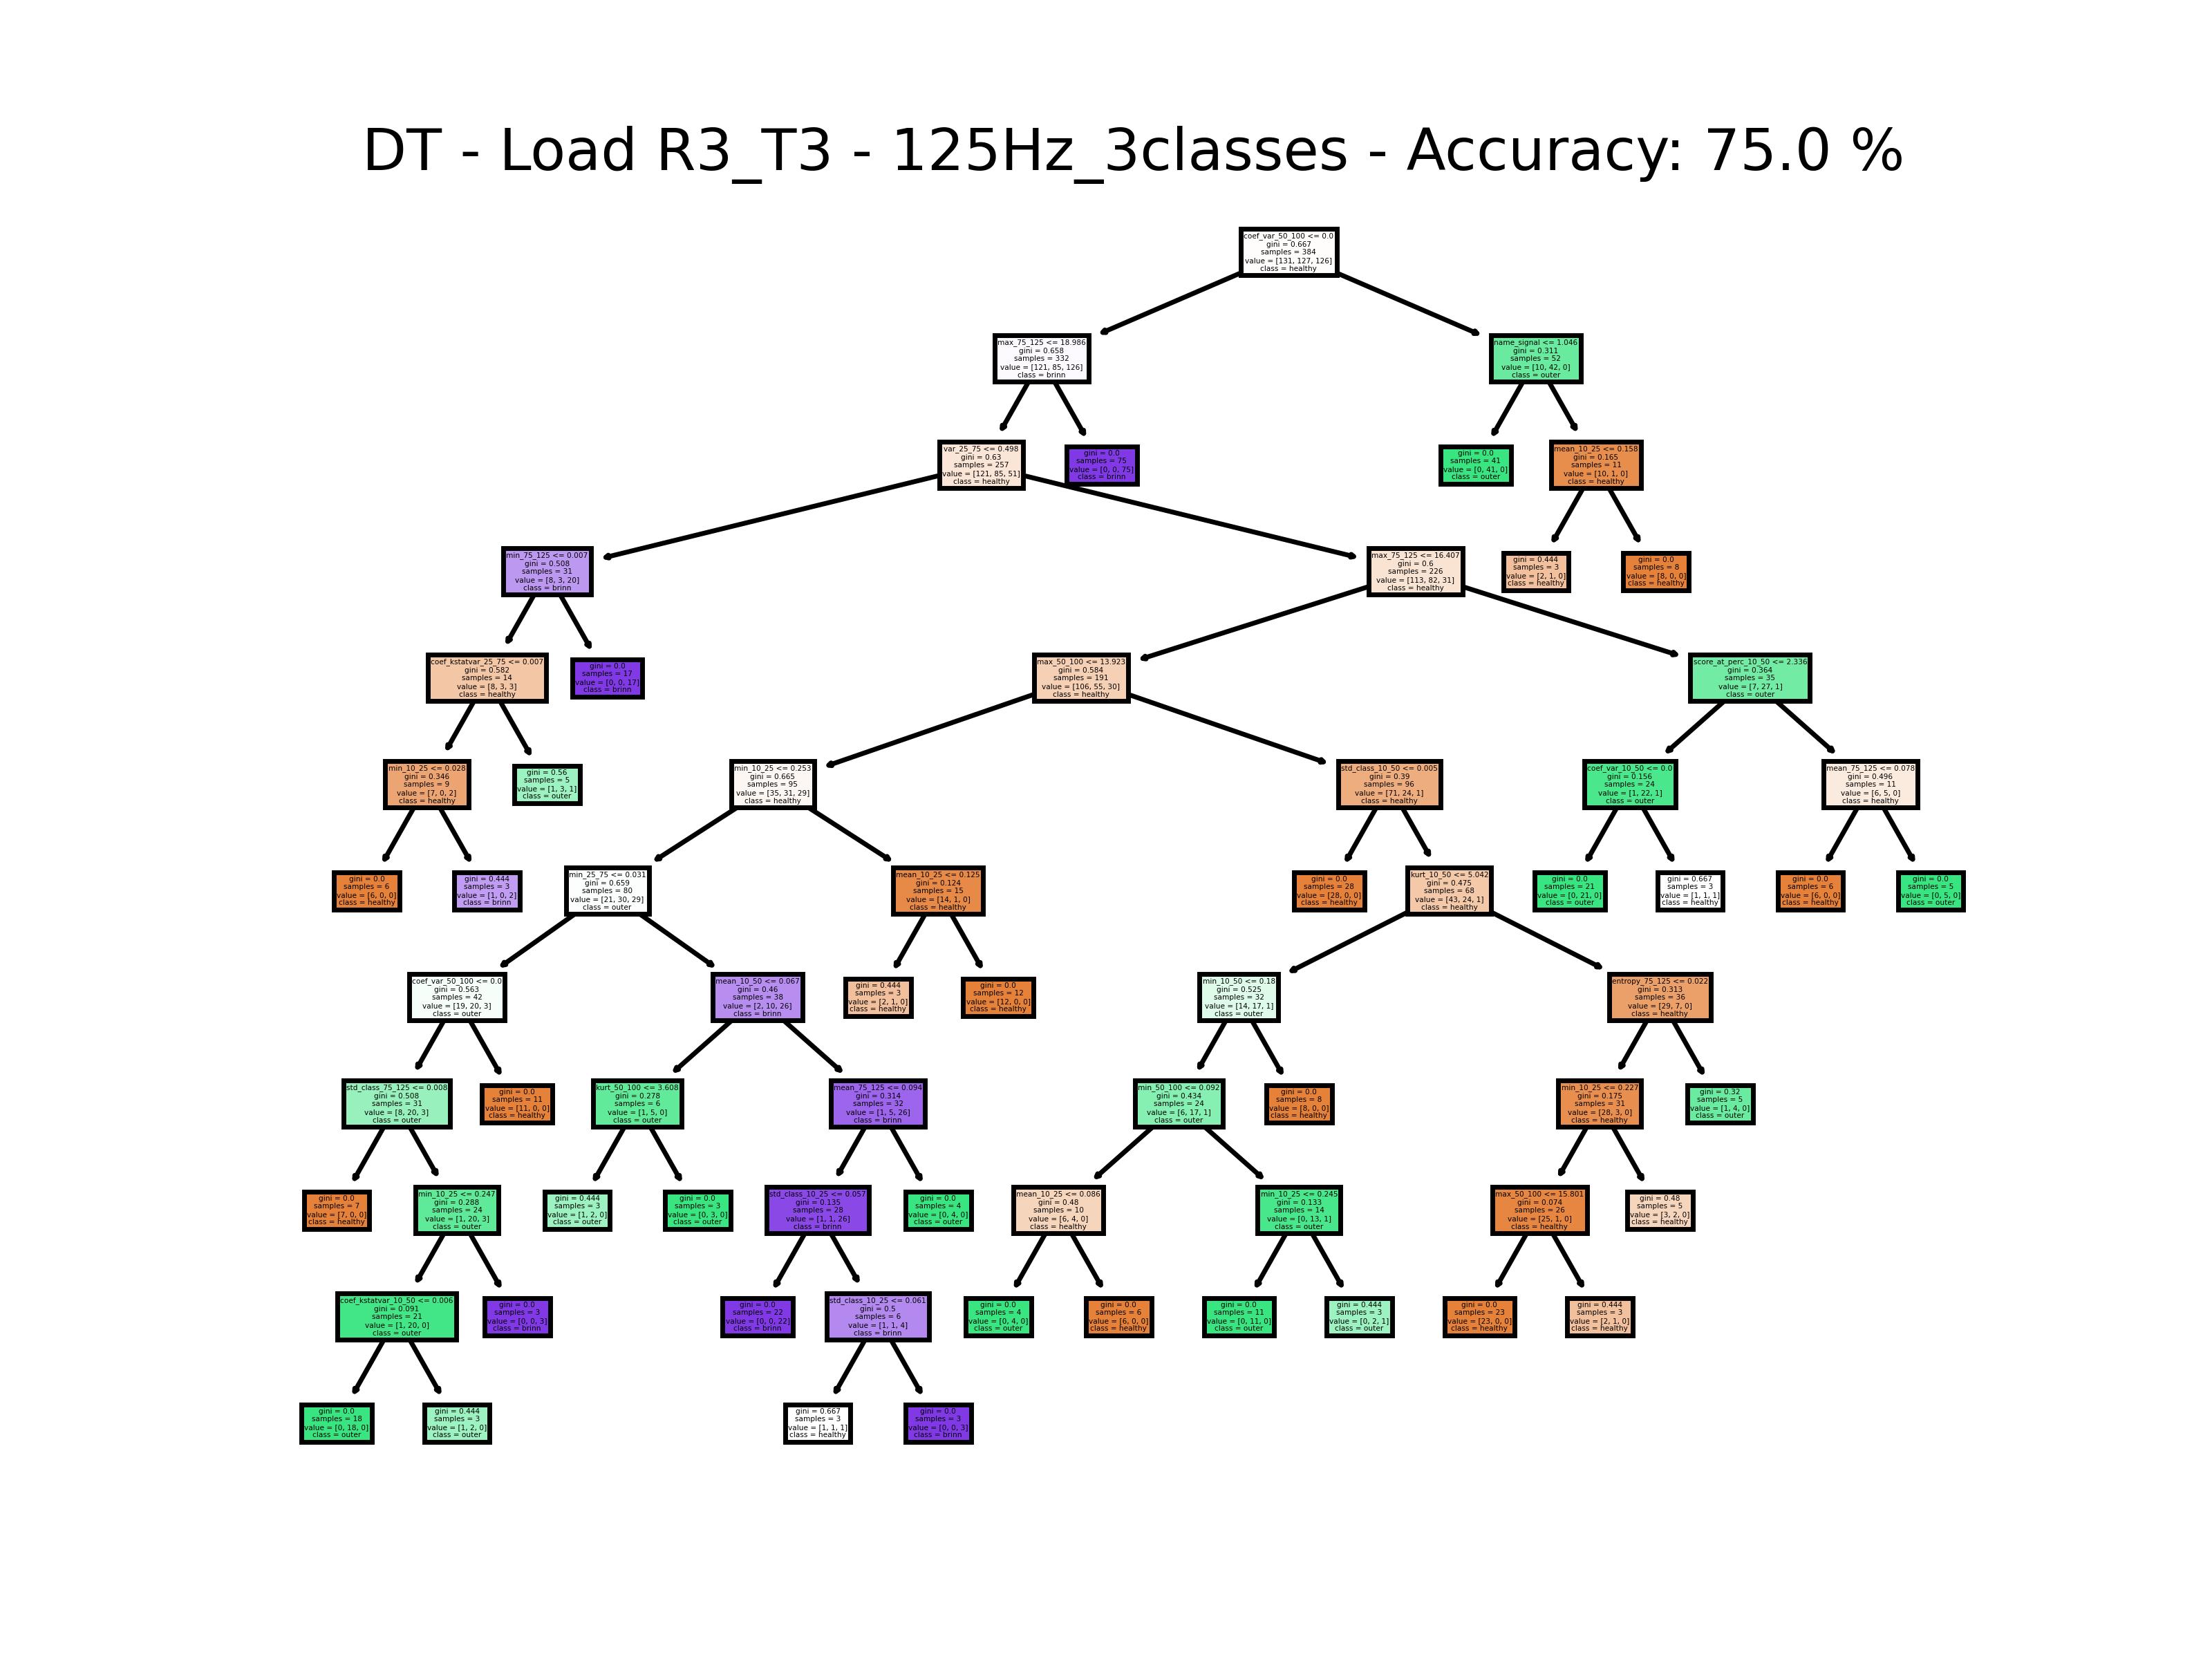 DT - Load R3_T3 - 125Hz_3classes - Accuracy: 75.0 %
coef_var_50_100 <= 0.0
gini = 0.667
samples = 384
value = [131, 127, 126]
class = healthy
max_75_125 <= 18.986
gini = 0.658
samples = 332
value = [121, 85, 126]
class = brinn
name_signal <= 1.046
gini = 0.311
samples = 52
value = [10, 42, 0]
class = outer
var_25_75 <= 0.498
gini = 0.63
samples = 257
value = [121, 85, 51]
class = healthy
gini = 0.0
samples = 75
value = [0, 0, 75]
class = brinn
gini = 0.0
samples = 41
value = [0, 41, 0]
class = outer
mean_10_25 <= 0.158
gini = 0.165
samples = 11
value = [10, 1, 0]
class = healthy
min_75_125 <= 0.007
gini = 0.508
samples = 31
value = [8, 3, 20]
class = brinn
max_75_125 <= 16.407
gini = 0.6
samples = 226
value = [113, 82, 31]
class = healthy
gini = 0.444
samples = 3
value = [2, 1, 0]
class = healthy
gini = 0.0
samples = 8
value = [8, 0, 0]
class = healthy
coef_kstatvar_25_75 <= 0.007
gini = 0.582
samples = 14
value = [8, 3, 3]
class = healthy
gini = 0.0
samples = 17
value = [0, 0, 17]
class = brinn
max_50_100 <= 13.923
gini = 0.584
samples = 191
value = [106, 55, 30]
class = healthy
score_at_perc_10_50 <= 2.336
gini = 0.364
samples = 35
value = [7, 27, 1]
class = outer
min_10_25 <= 0.028
gini = 0.346
samples = 9
value = [7, 0, 2]
class = healthy
gini = 0.56
samples = 5
value = [1, 3, 1]
class = outer
min_10_25 <= 0.253
gini = 0.665
samples = 95
value = [35, 31, 29]
class = healthy
std_class_10_50 <= 0.005
gini = 0.39
samples = 96
value = [71, 24, 1]
class = healthy
coef_var_10_50 <= 0.0
gini = 0.156
samples = 24
value = [1, 22, 1]
class = outer
mean_75_125 <= 0.078
gini = 0.496
samples = 11
value = [6, 5, 0]
class = healthy
gini = 0.0
samples = 6
value = [6, 0, 0]
class = healthy
gini = 0.444
samples = 3
value = [1, 0, 2]
class = brinn
min_25_75 <= 0.031
gini = 0.659
samples = 80
value = [21, 30, 29]
class = outer
mean_10_25 <= 0.125
gini = 0.124
samples = 15
value = [14, 1, 0]
class = healthy
gini = 0.0
samples = 28
value = [28, 0, 0]
class = healthy
kurt_10_50 <= 5.042
gini = 0.475
samples = 68
value = [43, 24, 1]
class = healthy
gini = 0.0
samples = 21
value = [0, 21, 0]
class = outer
gini = 0.667
samples = 3
value = [1, 1, 1]
class = healthy
gini = 0.0
samples = 6
value = [6, 0, 0]
class = healthy
gini = 0.0
samples = 5
value = [0, 5, 0]
class = outer
coef_var_50_100 <= 0.0
gini = 0.563
samples = 42
value = [19, 20, 3]
class = outer
mean_10_50 <= 0.067
gini = 0.46
samples = 38
value = [2, 10, 26]
class = brinn
gini = 0.444
samples = 3
value = [2, 1, 0]
class = healthy
gini = 0.0
samples = 12
value = [12, 0, 0]
class = healthy
min_10_50 <= 0.18
gini = 0.525
samples = 32
value = [14, 17, 1]
class = outer
entropy_75_125 <= 0.022
gini = 0.313
samples = 36
value = [29, 7, 0]
class = healthy
std_class_75_125 <= 0.008
gini = 0.508
samples = 31
value = [8, 20, 3]
class = outer
gini = 0.0
samples = 11
value = [11, 0, 0]
class = healthy
kurt_50_100 <= 3.608
gini = 0.278
samples = 6
value = [1, 5, 0]
class = outer
mean_75_125 <= 0.094
gini = 0.314
samples = 32
value = [1, 5, 26]
class = brinn
min_50_100 <= 0.092
gini = 0.434
samples = 24
value = [6, 17, 1]
class = outer
gini = 0.0
samples = 8
value = [8, 0, 0]
class = healthy
min_10_25 <= 0.227
gini = 0.175
samples = 31
value = [28, 3, 0]
class = healthy
gini = 0.32
samples = 5
value = [1, 4, 0]
class = outer
gini = 0.0
samples = 7
value = [7, 0, 0]
class = healthy
min_10_25 <= 0.247
gini = 0.288
samples = 24
value = [1, 20, 3]
class = outer
gini = 0.444
samples = 3
value = [1, 2, 0]
class = outer
gini = 0.0
samples = 3
value = [0, 3, 0]
class = outer
std_class_10_25 <= 0.057
gini = 0.135
samples = 28
value = [1, 1, 26]
class = brinn
gini = 0.0
samples = 4
value = [0, 4, 0]
class = outer
mean_10_25 <= 0.086
gini = 0.48
samples = 10
value = [6, 4, 0]
class = healthy
min_10_25 <= 0.245
gini = 0.133
samples = 14
value = [0, 13, 1]
class = outer
max_50_100 <= 15.801
gini = 0.074
samples = 26
value = [25, 1, 0]
class = healthy
gini = 0.48
samples = 5
value = [3, 2, 0]
class = healthy
coef_kstatvar_10_50 <= 0.006
gini = 0.091
samples = 21
value = [1, 20, 0]
class = outer
gini = 0.0
samples = 3
value = [0, 0, 3]
class = brinn
gini = 0.0
samples = 22
value = [0, 0, 22]
class = brinn
std_class_10_25 <= 0.061
gini = 0.5
samples = 6
value = [1, 1, 4]
class = brinn
gini = 0.0
samples = 4
value = [0, 4, 0]
class = outer
gini = 0.0
samples = 6
value = [6, 0, 0]
class = healthy
gini = 0.0
samples = 11
value = [0, 11, 0]
class = outer
gini = 0.444
samples = 3
value = [0, 2, 1]
class = outer
gini = 0.0
samples = 23
value = [23, 0, 0]
class = healthy
gini = 0.444
samples = 3
value = [2, 1, 0]
class = healthy
gini = 0.0
samples = 18
value = [0, 18, 0]
class = outer
gini = 0.444
samples = 3
value = [1, 2, 0]
class = outer
gini = 0.667
samples = 3
value = [1, 1, 1]
class = healthy
gini = 0.0
samples = 3
value = [0, 0, 3]
class = brinn